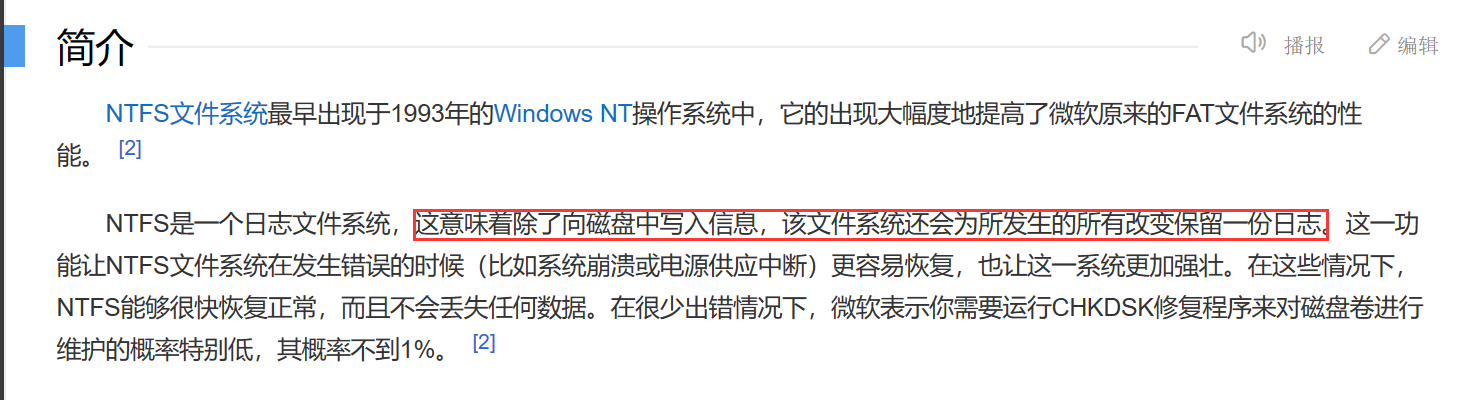 简介
播报
编辑
NTFS文件系统最早出现于1993年的Windows NT操作系统中，它的出现大幅度地提高了微软原来的FAT文件系统的性
能。 [2]
NTFS是一个日志文件系统，这意味着除了向磁盘中写入信息，该文件系统还会为所发生的所有改变保留一份日志。这一功
能让NTFS文件系统在发生错误的时候（比如系统崩溃或电源供应中断）更容易恢复，也让这一系统更加强壮。在这些情况下，
NTFS能够很快恢复正常，而且不会丢失任何数据。在很少出错情况下，微软表示你需要运行CHKDSK修复程序来对磁盘卷进行
维护的概率特别低，其概率不到1%。 [2]